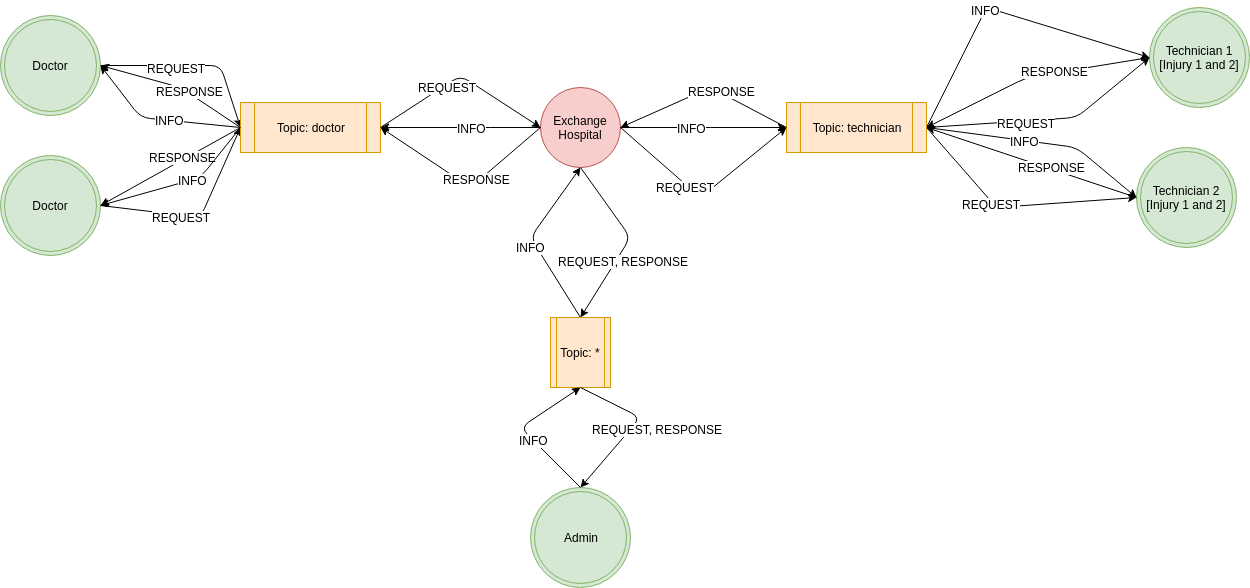 Doctor
REQUEST
RESPONSE
INFO
Topic: doctor
RESPONSE
INFO
REQUEST
Doctor
REQUEST
INFO
RESPONSE
Exchange
Hospital
RESPONSE
INFO
REQUEST
Topic: technician
INFO
RESPONSE
REQUEST
Technician 1
[Injury 1 and 2]
INFO
RESPONSE
REQUEST
Technician 2
[Injury 1 and 2]
INFO
REQUEST, RESPONSE
Topic: *
INFO
REQUEST, RESPONSE
Admin